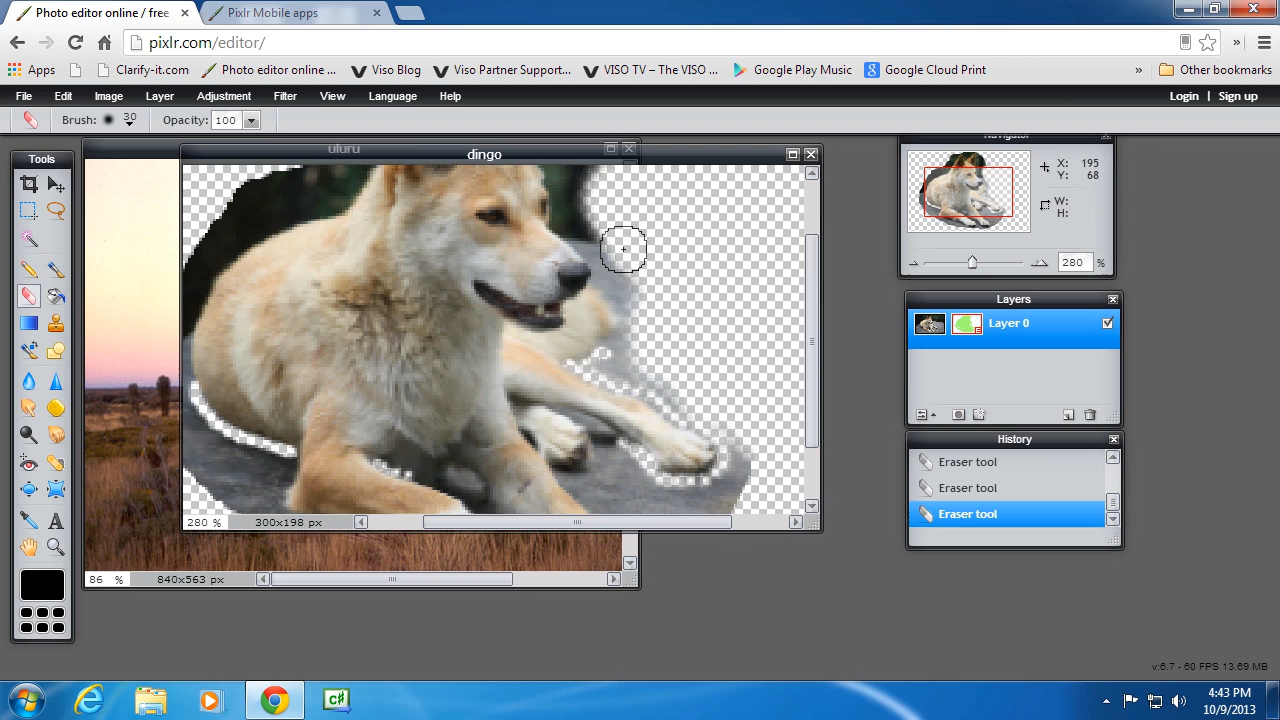 Photo editor online / free
Pixlr Mobile apps
pixlr.com/editor/
Apps
Clarify-it.com
Photo editor online ...
Viso Blog
Viso Partner Support...
VISO TV – The VISO ...
Google Play Music
Google Cloud Print
»
Other bookmarks
File Edit Image Layer Adjustment Filter View Language Help
Login | Sign up
Brush: 30 Opacity: 100
Tools
uluru
dingo
280 % 300x198 px
86 % 840x563 px
Navigator
X: 195
Y: 68
W:
H:
280 %
Layers
Layer 0
History
Eraser tool
Eraser tool
Eraser tool
v:6.7 - 60 FPS 13.69 MB
4:43 PM
10/9/2013